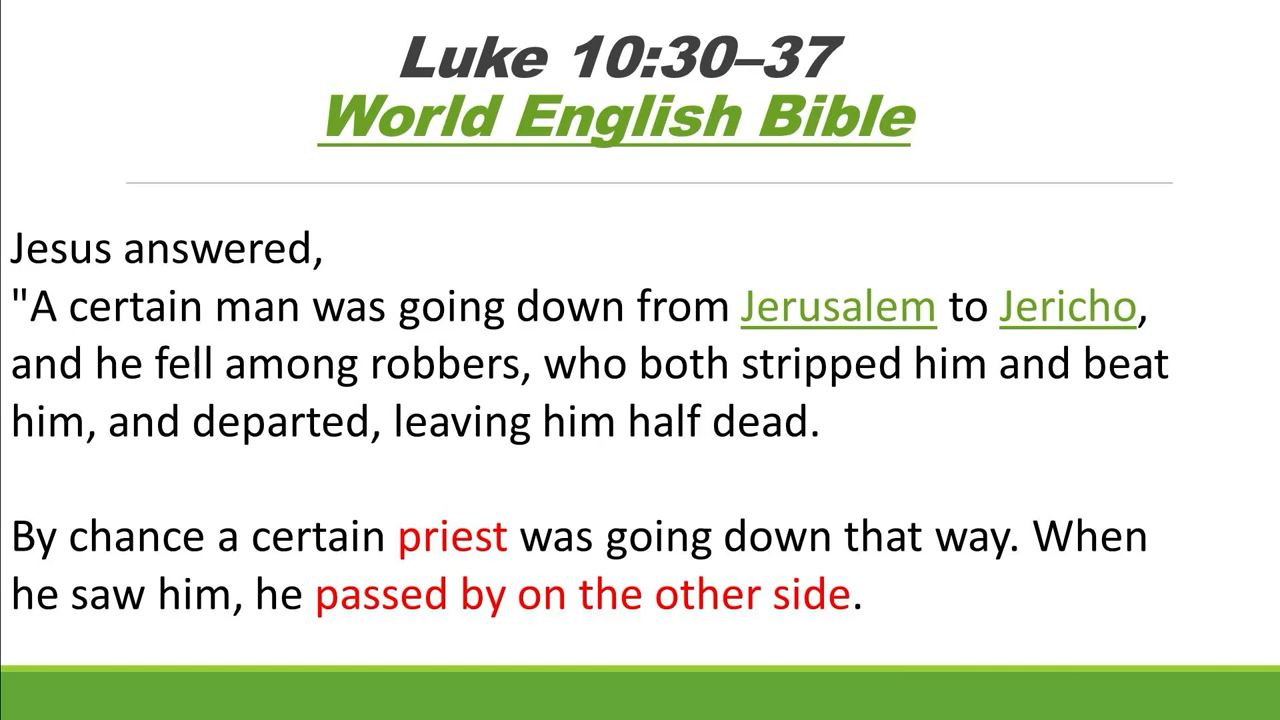 Luke 10:30–37
World English Bible
Jesus answered,
"A certain man was going down from Jerusalem to Jericho,
and he fell among robbers, who both stripped him and beat
him, and departed, leaving him half dead.
By chance a certain priest was going down that way. When
he saw him, he passed by on the other side.